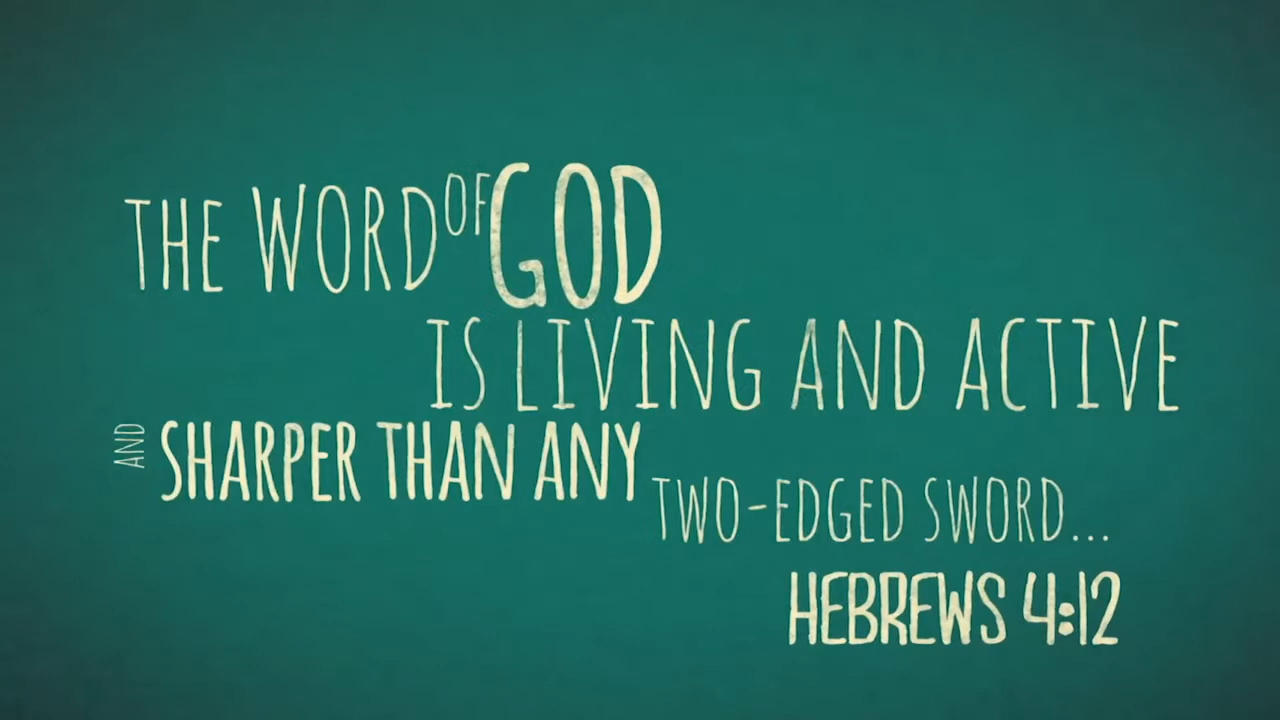 THE WORD OF GOD
IS LIVING AND ACTIVE
AND SHARPER THAN ANY
TWO-EDGED SWORD...
HEBREWS 4:12